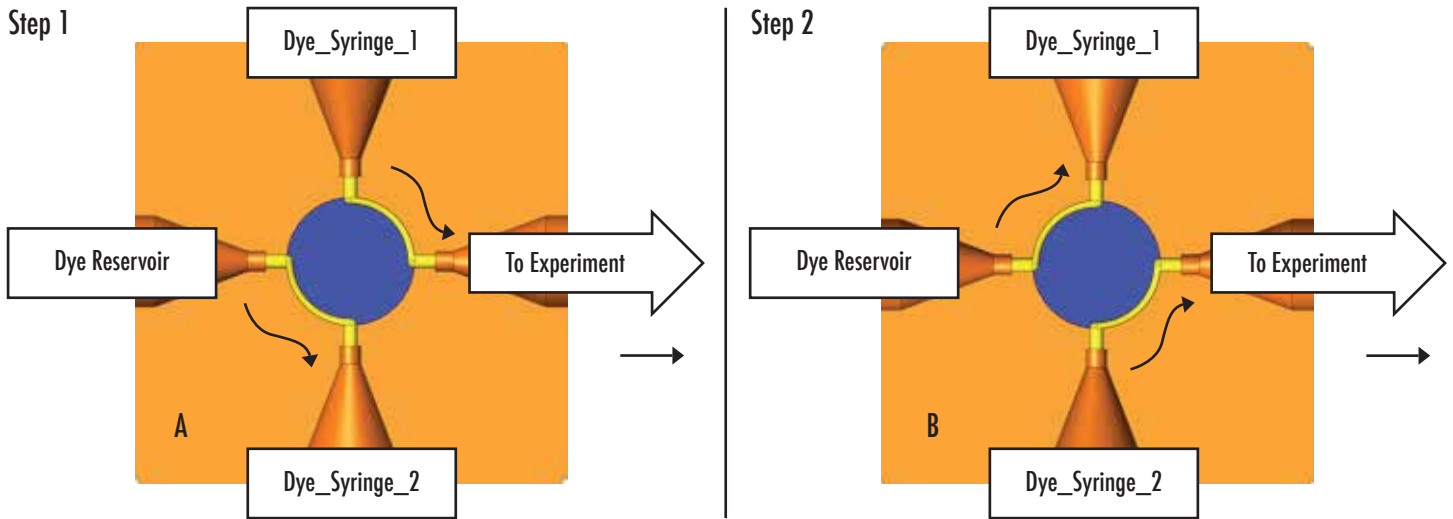 Step 1
Dye_Syringe_1
Dye Reservoir
To Experiment
A
Dye_Syringe_2
Step 2
Dye_Syringe_1
Dye Reservoir
To Experiment
B
Dye_Syringe_2